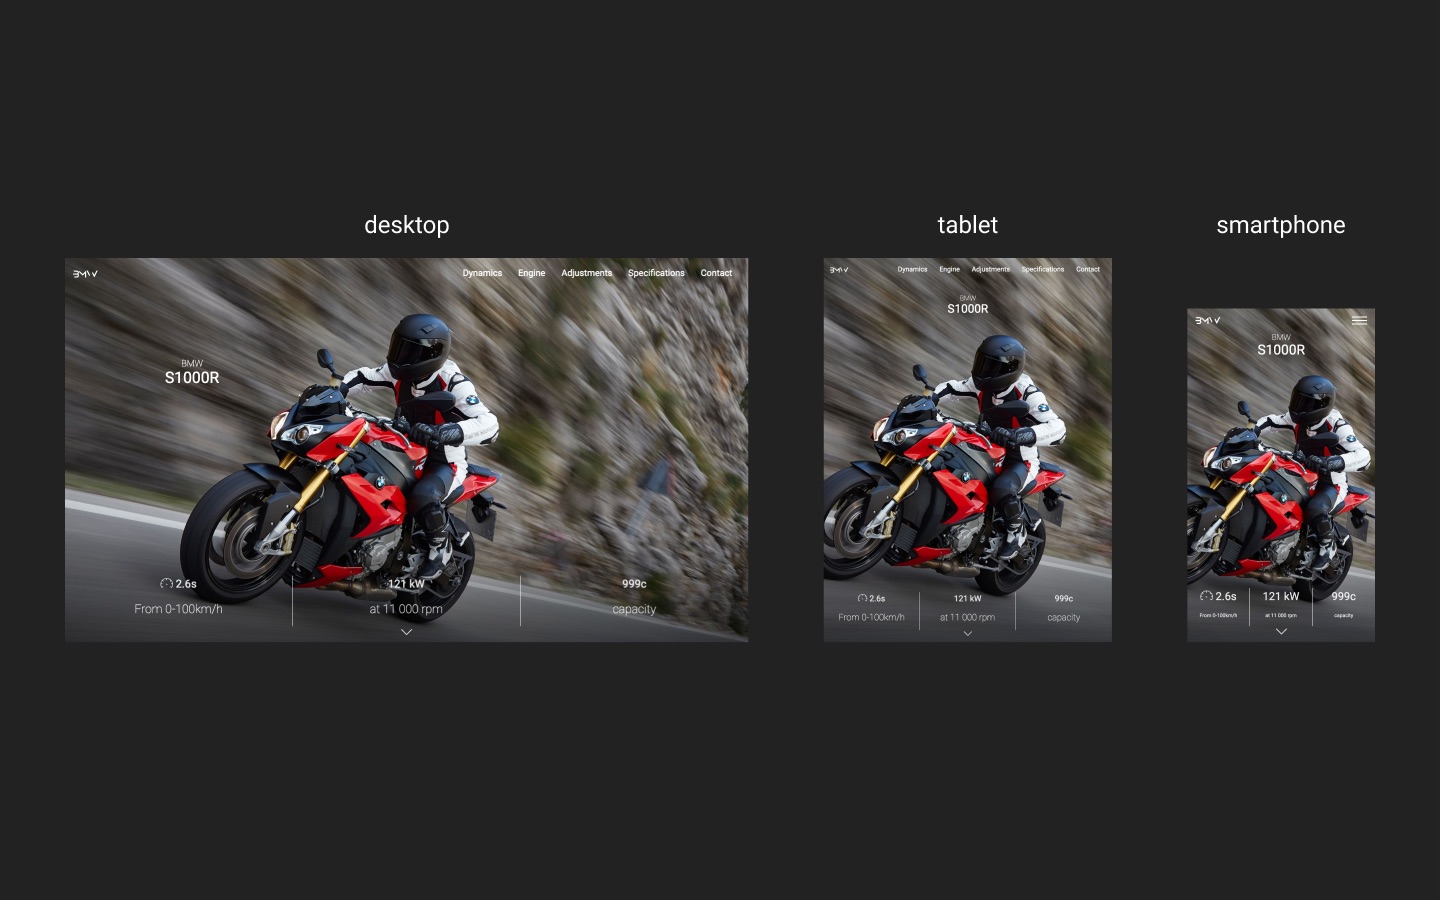 desktop
BMW
Dynamics Engine Adjustments Specifications Contact
BMW
S1000R
2.6s
From 0-100km/h
121 kW
at 11 000 rpm
999c
capacity
tablet
BMW
Dynamics Engine Adjustments Specifications Contact
BMW
S1000R
2.6s
From 0-100km/h
121 kW
at 11 000 rpm
999c
capacity
smartphone
BMW
BMW
S1000R
2.6s
From 0-100km/h
121 kW
at 11 000 rpm
999c
capacity